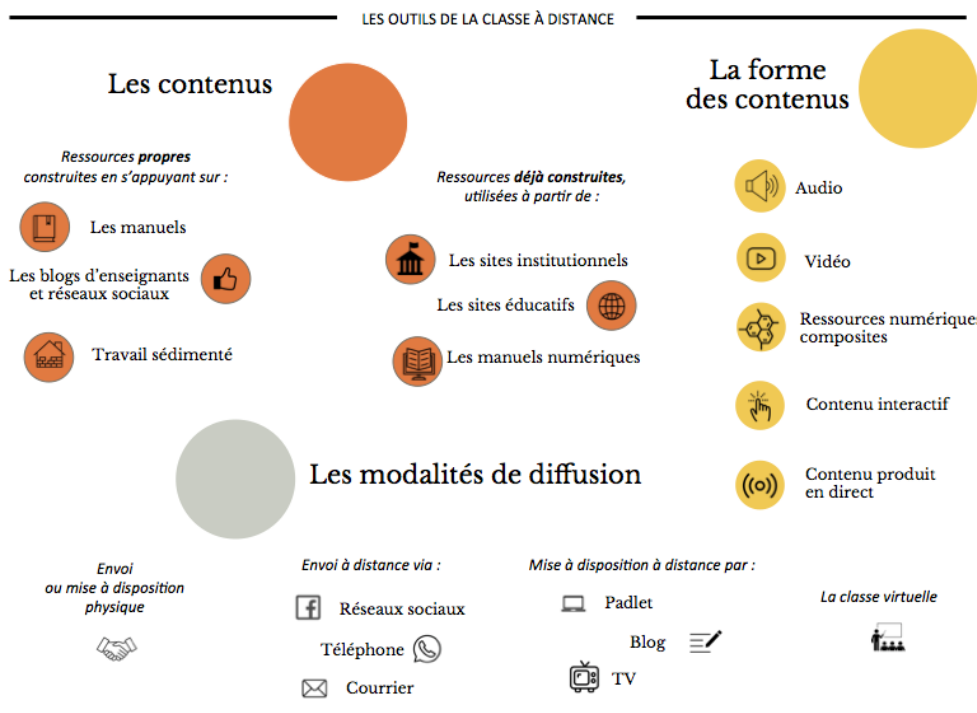 LES OUTILS DE LA CLASSE À DISTANCE
Les contenus
Ressources propres
construites en s'appuyant sur :
Les manuels
Les blogs d'enseignants
et réseaux sociaux
Travail sédimenté
Ressources déjà construites,
utilisées à partir de :
Les sites institutionnels
Les sites éducatifs
Les manuels numériques
La forme
des contenus
Audio
Vidéo
Ressources numériques
composites
Contenu interactif
Contenu produit
en direct
Les modalités de diffusion
Envoi
ou mise à disposition
physique
Envoi à distance via :
Réseaux sociaux
Téléphone
Courrier
Mise à disposition à distance par :
Padlet
Blog
TV
La classe virtuelle